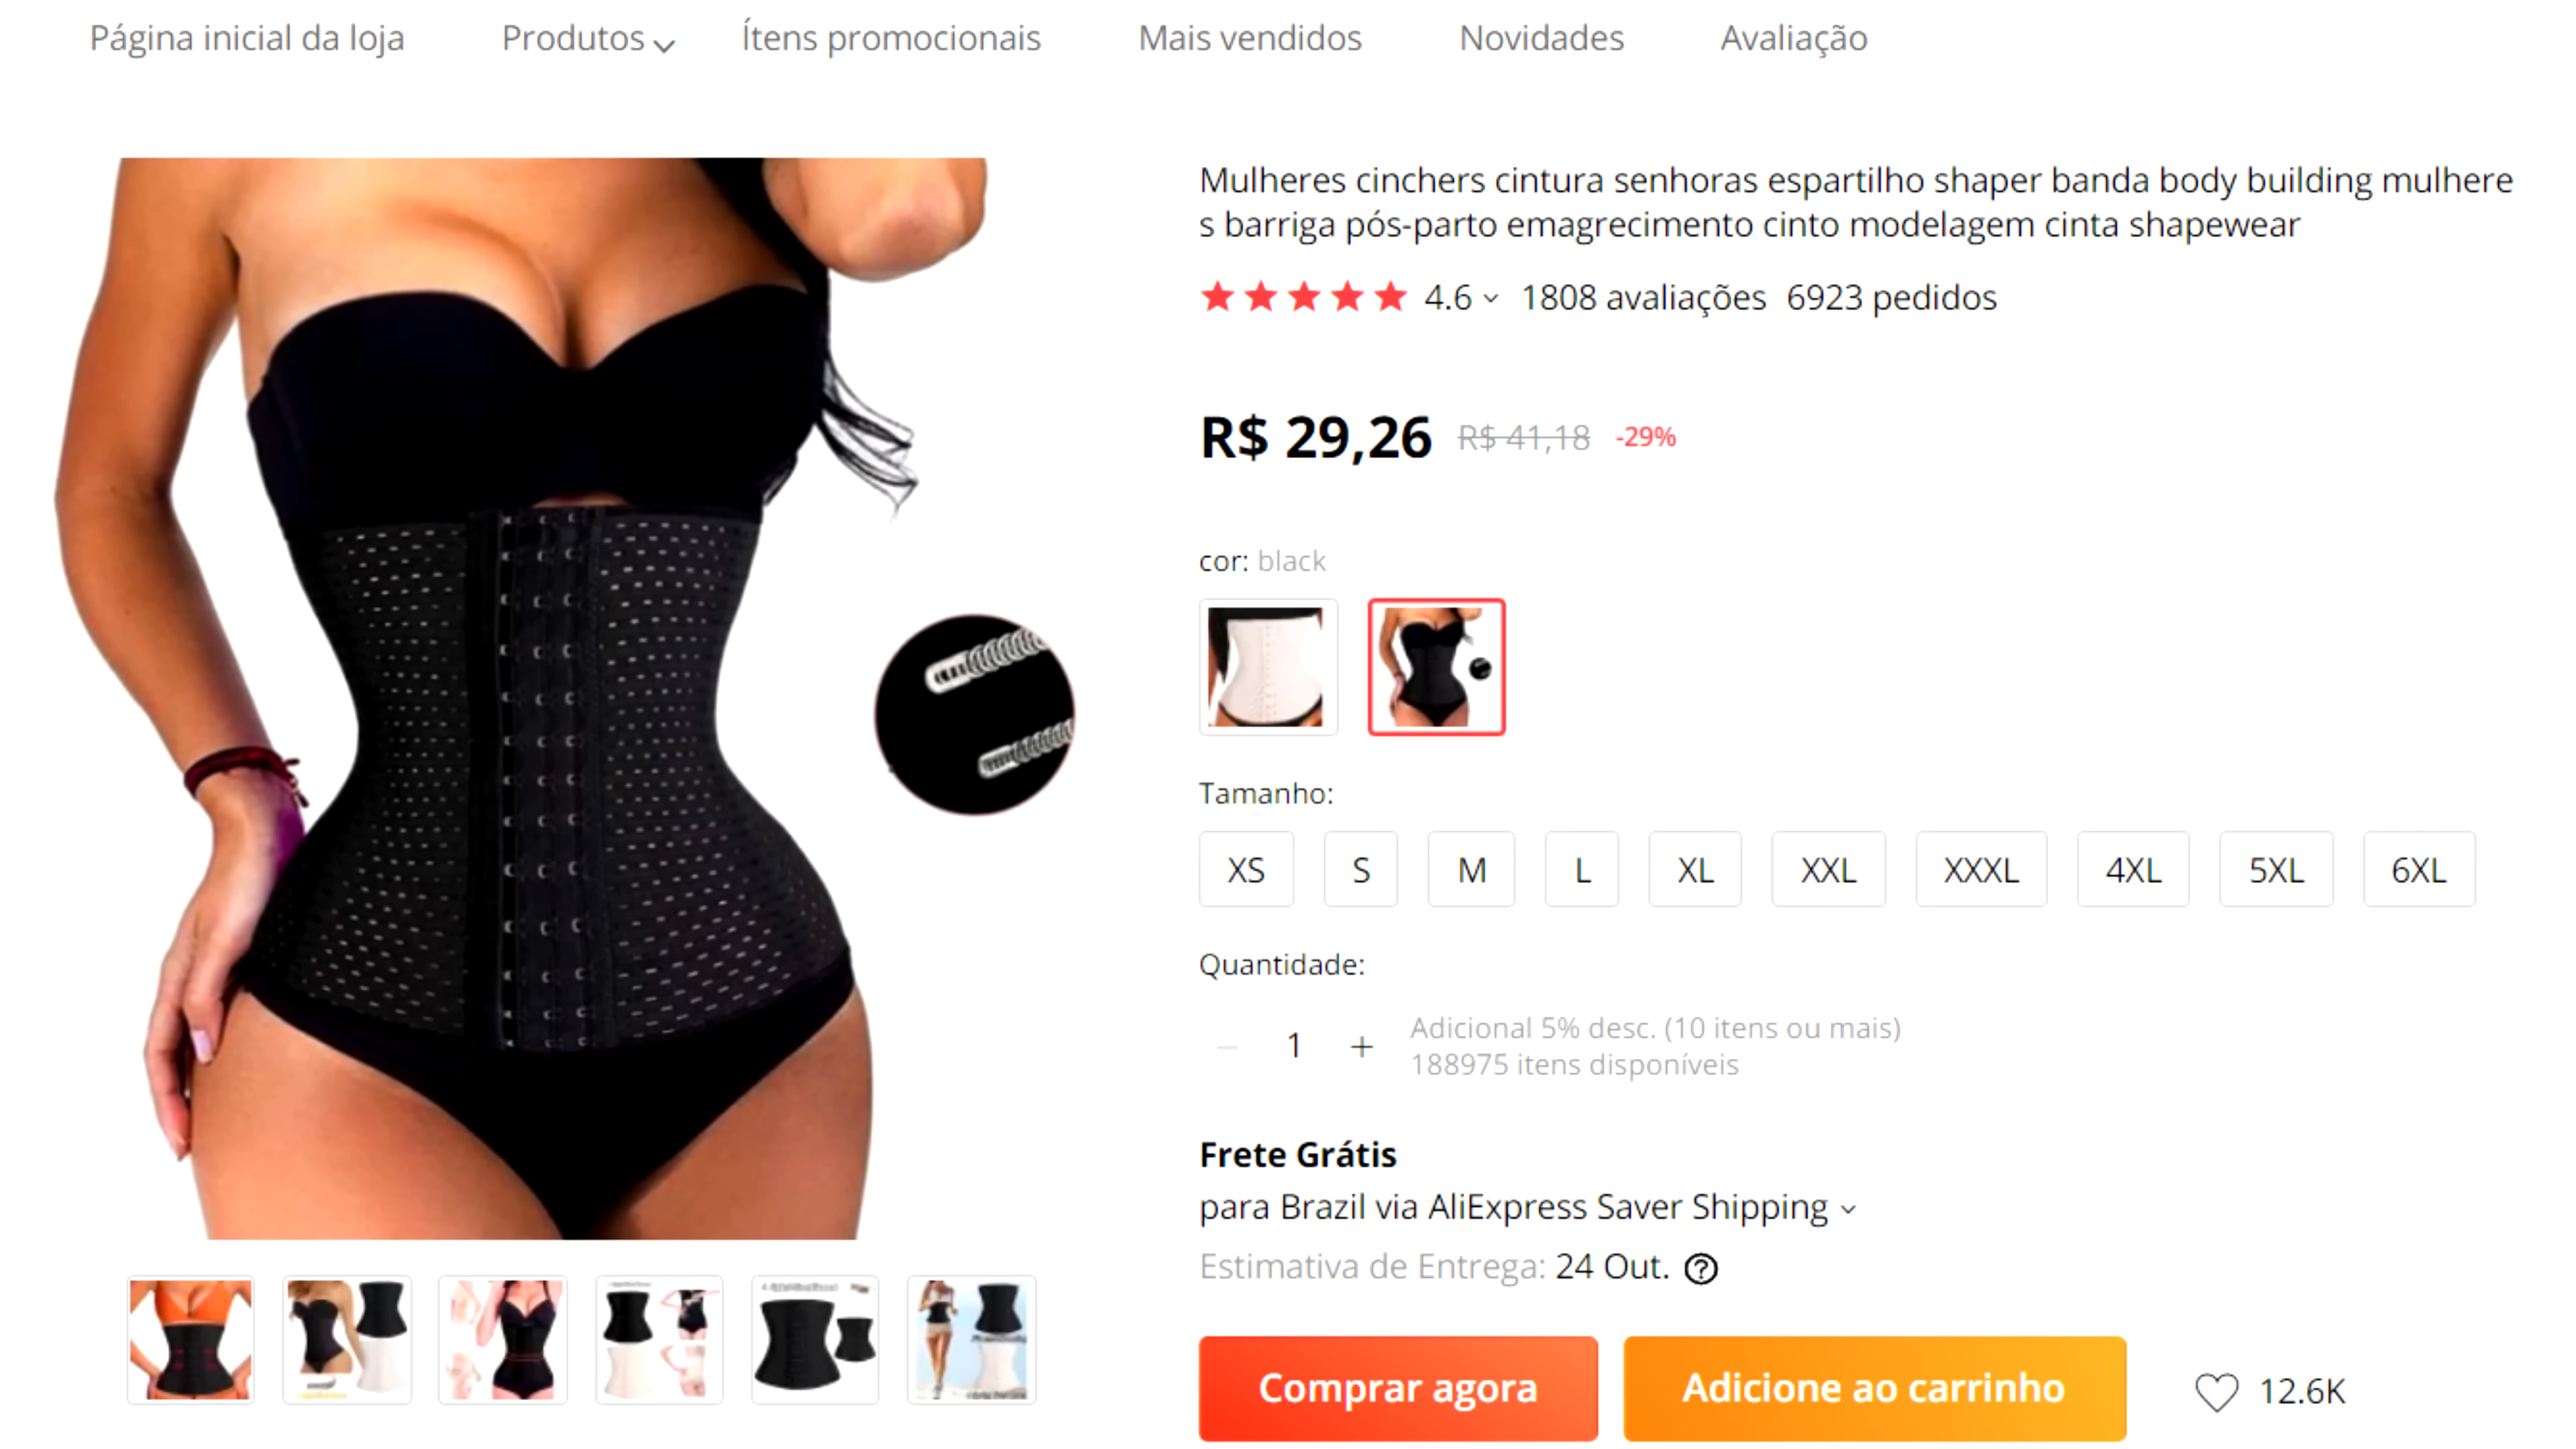 Página inicial da loja Produtos Ítens promocionais Mais vendidos Novidades Avaliação
Mulheres cinchers cintura senhoras espartilho shaper banda body building mulhere
s barriga pós-parto emagrecimento cinto modelagem cinta shapewear
4.6 1808 avaliações 6923 pedidos
R$ 29,26 R$ 41,18 -29%
cor: black
Tamanho:
XS S M L XL XXL XXXL 4XL 5XL 6XL
Quantidade:
1
Adicional 5% desc. (10 itens ou mais)
188975 itens disponíveis
Frete Grátis
para Brazil via AliExpress Saver Shipping
Estimativa de Entrega: 24 Out.
Comprar agora Adicione ao carrinho 12.6K